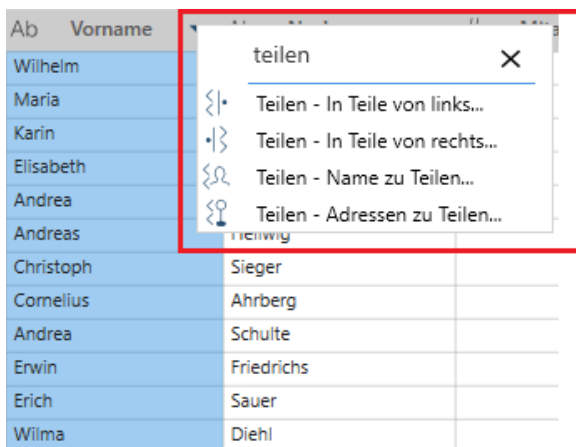 Ab Vorname
teilen
Teilen - In Teile von links...
Teilen - In Teile von rechts...
Teilen - Name zu Teilen...
Teilen - Adressen zu Teilen...
Wilhelm
Maria
Karin
Elisabeth
Andrea
Andreas Hellwig
Christoph Sieger
Cornelius Ahrberg
Andrea Schulte
Erwin Friedrichs
Erich Sauer
Wilma Diehl